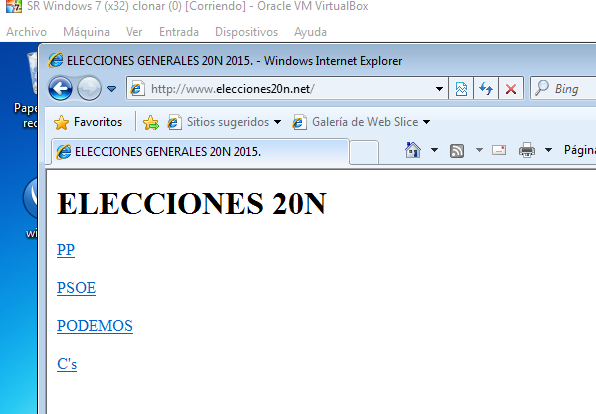 SR Windows 7 (x32) clonar (0) [Corriendo] - Oracle VM VirtualBox
Archivo Máquina Ver Entrada Dispositivos Ayuda
ELECCIONES GENERALES 20N 2015. - Windows Internet Explorer
http://www.elecciones20n.net/ Bing
Favoritos Sitios sugeridos Galería de Web Slice
ELECCIONES GENERALES 20N 2015. Página
Pape
rec
wi
ELECCIONES 20N
PP
PSOE
PODEMOS
C's